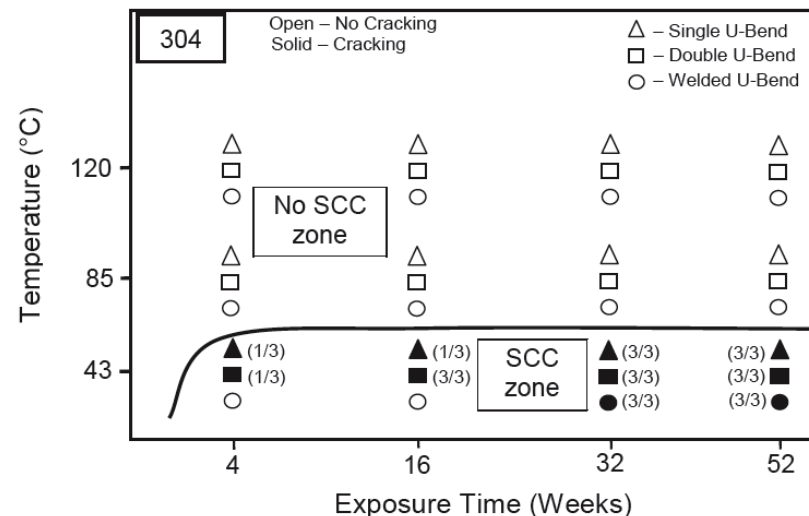 304
Open – No Cracking
Solid – Cracking
– Single U-Bend
– Double U-Bend
– Welded U-Bend
Temperature (°C)
120
No SCC
zone
85
43
(1/3) (1/3) (3/3) (3/3)
(1/3) (3/3) (3/3) (3/3)
(3/3) (3/3)
SCC
zone
4 16 32 52
Exposure Time (Weeks)